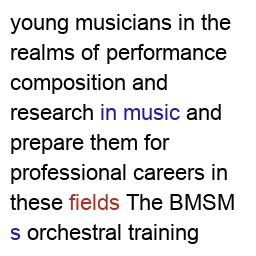 young musicians in the
realms of performance
composition and
research in music and
prepare them for
professional careers in
these fields The BMSM
s orchestral training